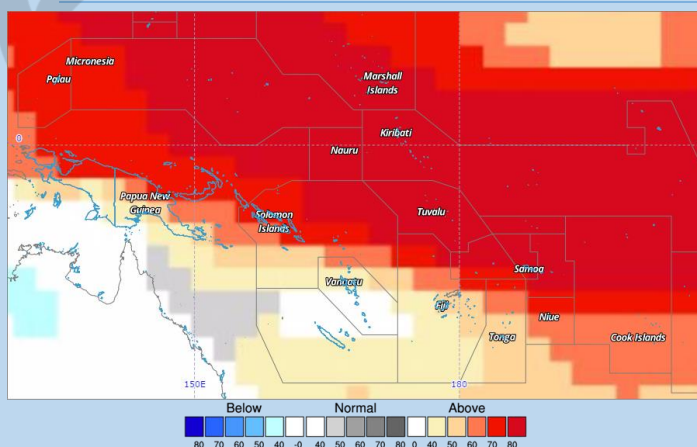 Micronesia
Palau
Marshall
Islands
0
Kiribati
Nauru
Papua New
Guinea
Solomon
Islands
Tuvalu
Samoa
Vanuatu
Fiji
Niue
Tonga
Cook Islands
150E
180
Below Normal Above
80 70 60 50 40 -0 40 50 60 70 80 0 40 50 60 70 80